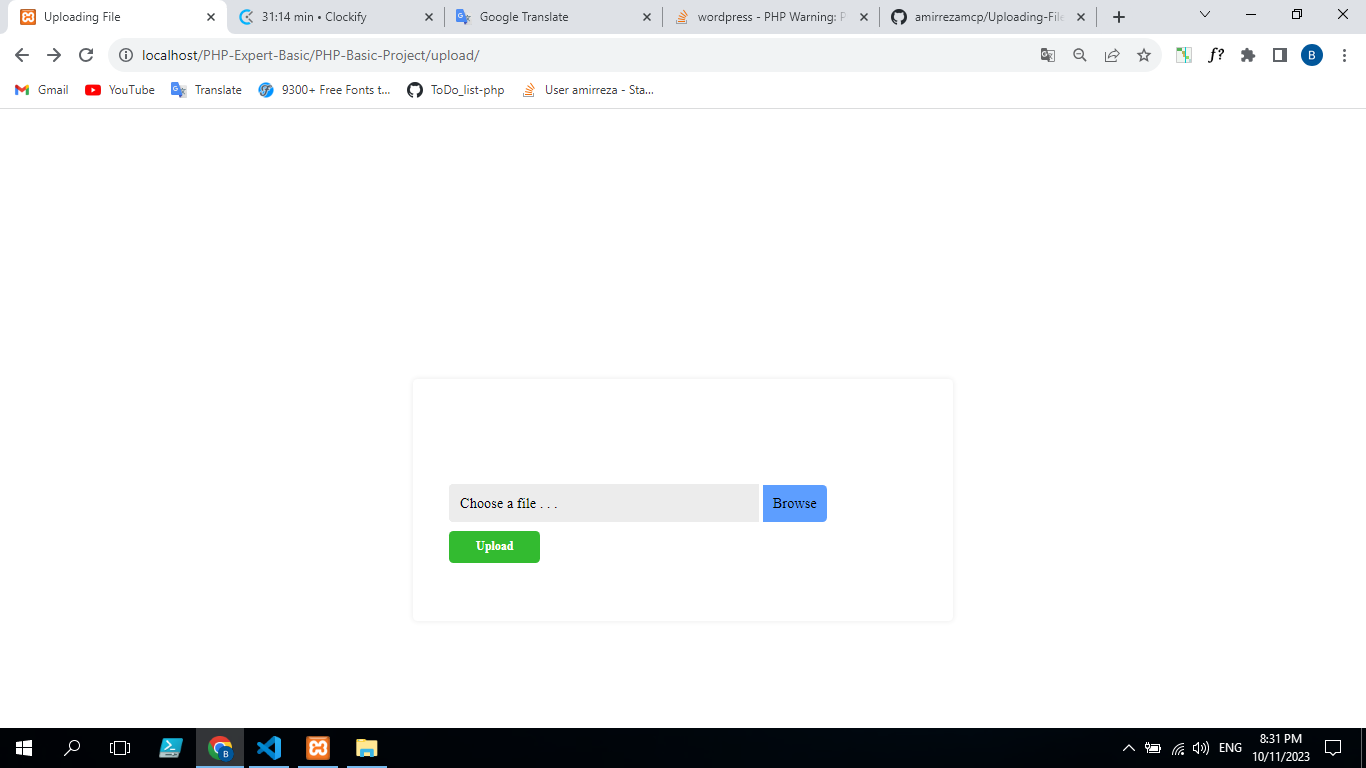 Uploading File
31:14 min • Clockify
Google Translate
wordpress - PHP Warning: P
amirrezamcp/Uploading-File
localhost/PHP-Expert-Basic/PHP-Basic-Project/upload/
f?
B
Gmail
YouTube
Translate
9300+ Free Fonts t...
ToDo_list-php
User amirreza - Sta...
Choose a file . . .
Browse
Upload
B
ENG
8:31 PM
10/11/2023